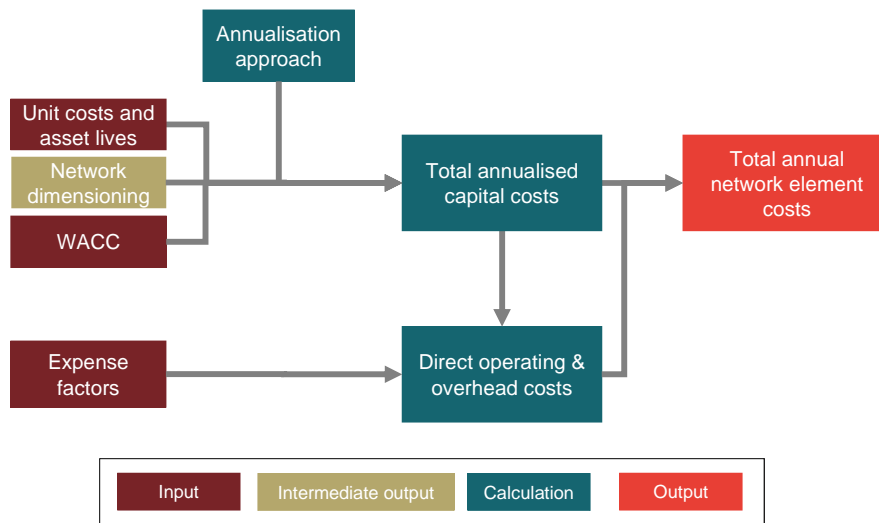 Annualisation
approach
Unit costs and
asset lives
Network
dimensioning
WACC
Total annualised
capital costs
Total annual
network element
costs
Expense
factors
Direct operating &
overhead costs
Input
Intermediate output
Calculation
Output